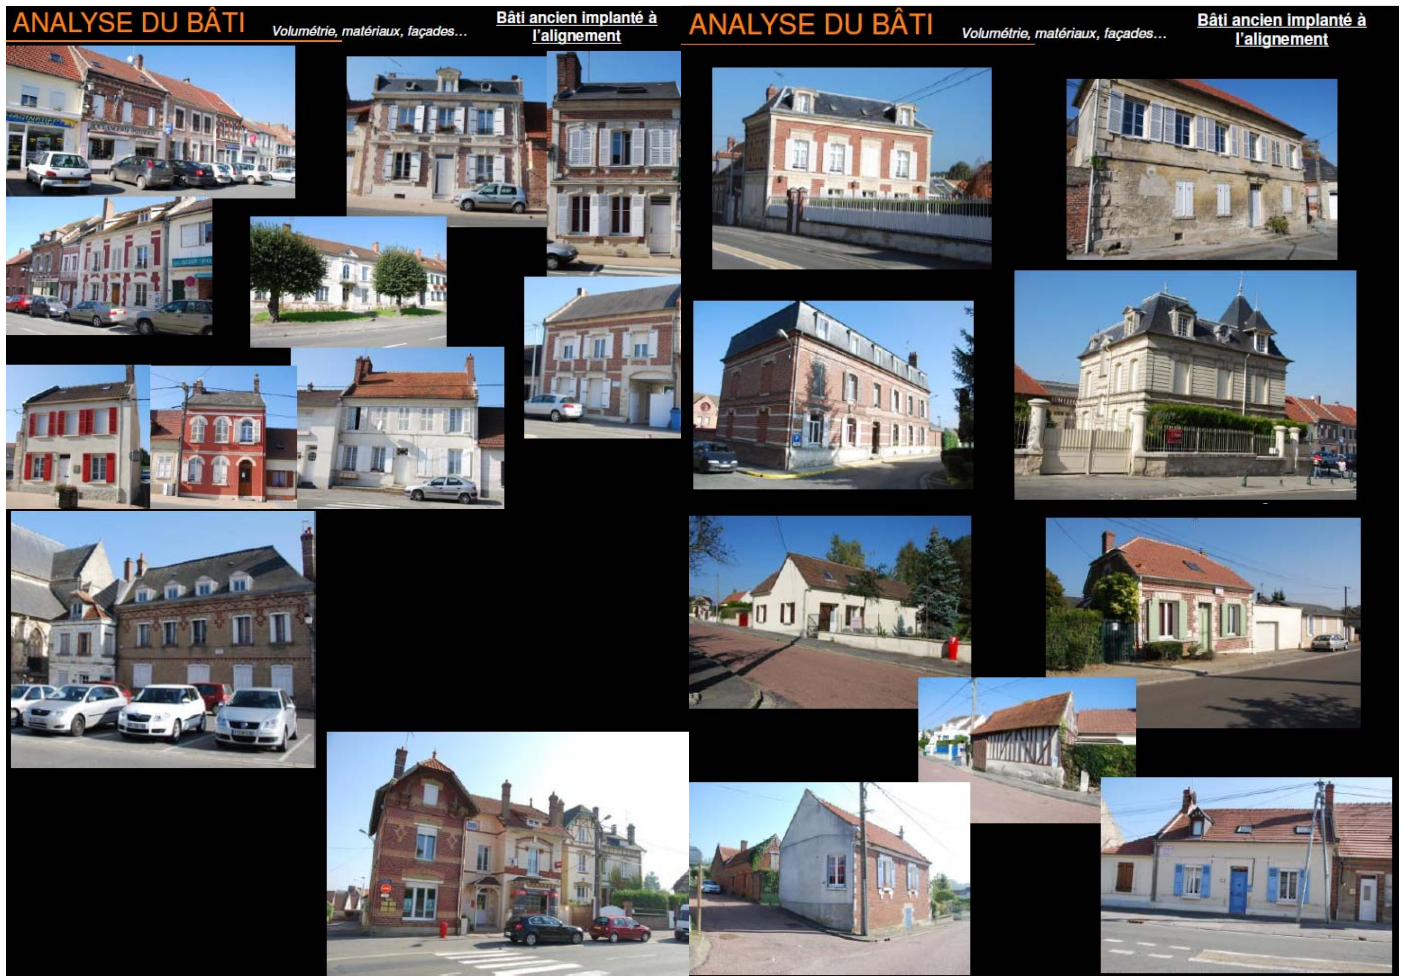 ANALYSE DU BÂTI
Volumétrie, matériaux, façades...
Bâti ancien implanté à
l'alignement
ANALYSE DU BÂTI
Volumétrie, matériaux, façades...
Bâti ancien implanté à
l'alignement